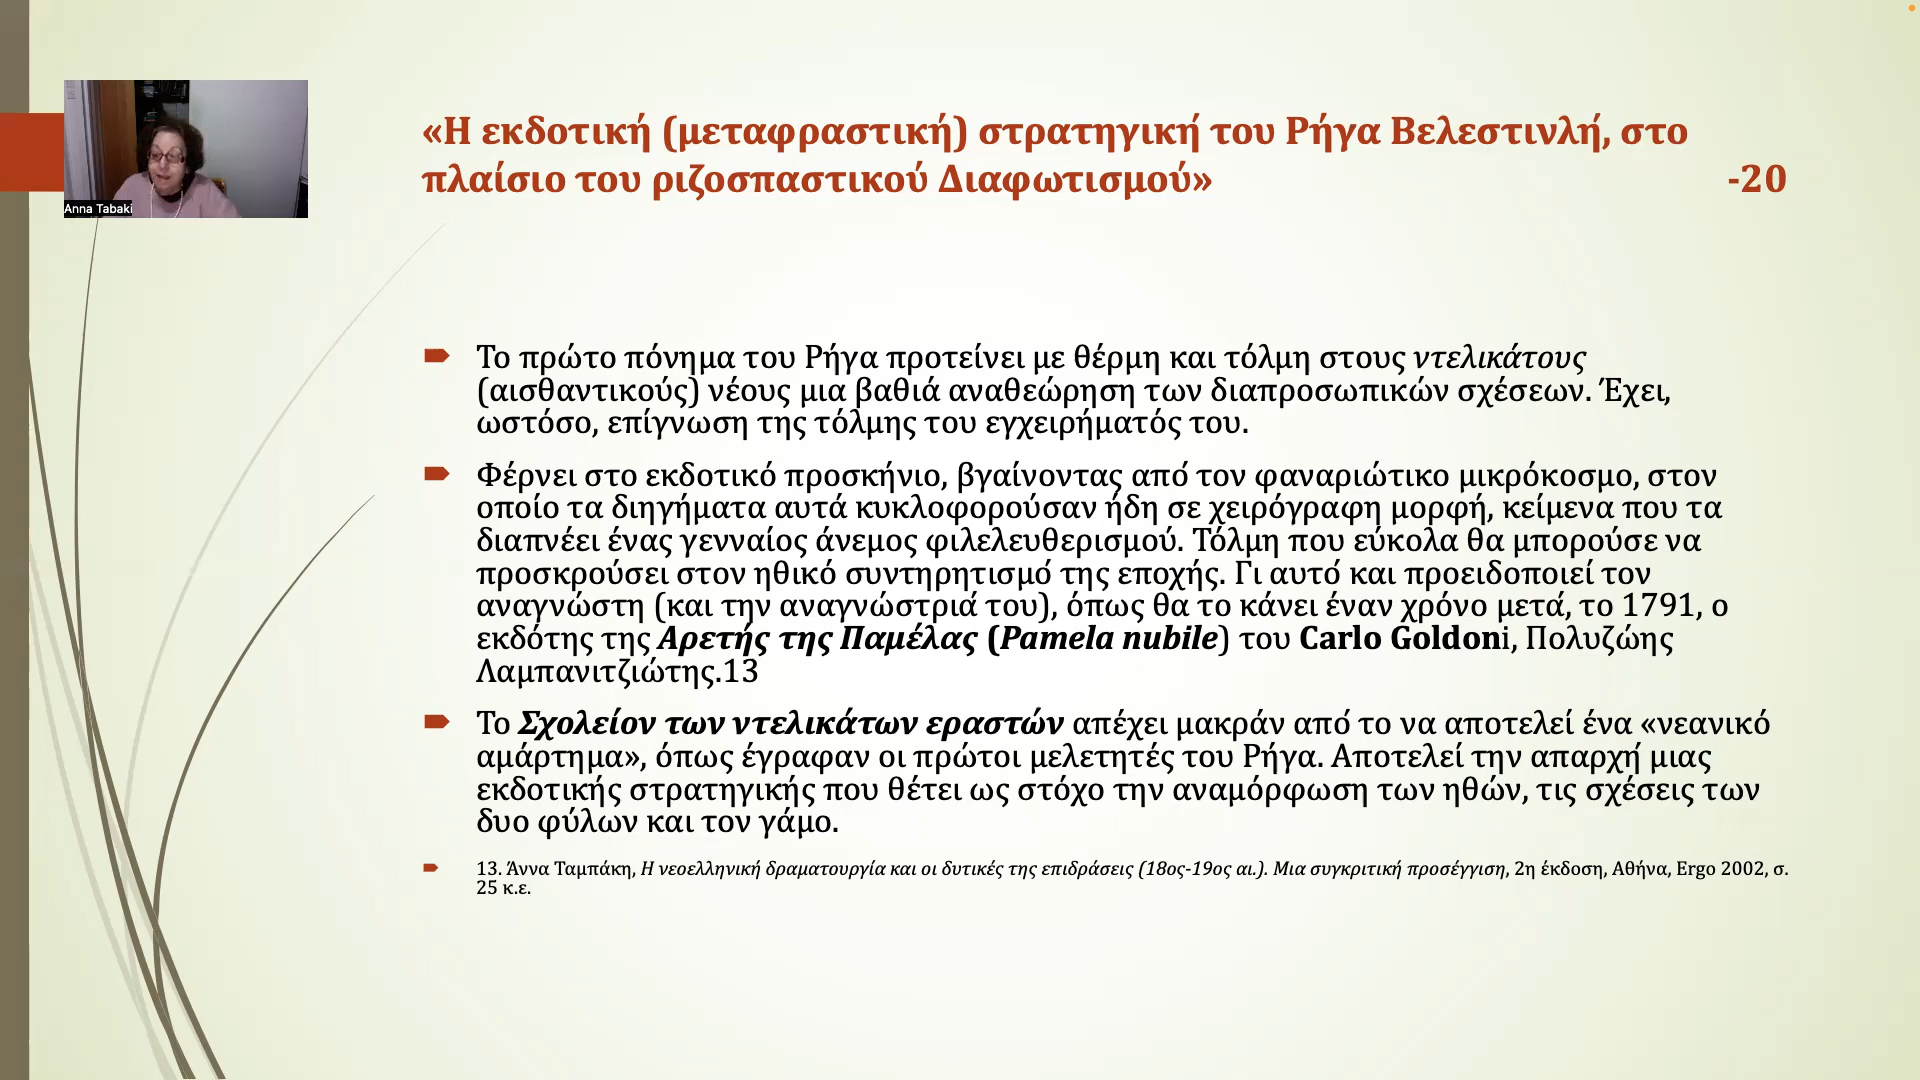 «Η εκδοτική (μεταφραστική) στρατηγική του Ρήγα Βελεστινλή, στο
πλαίσιο του ριζοσπαστικού Διαφωτισμού» -20
Anna Tabaki
Το πρώτο πόνημα του Ρήγα προτείνει με θέρμη και τόλμη στους ντελικάτους
(αισθαντικούς) νέους μια βαθιά αναθεώρηση των διαπροσωπικών σχέσεων. Έχει,
ωστόσο, επίγνωση της τόλμης του εγχειρήματός του.
Φέρνει στο εκδοτικό προσκήνιο, βγαίνοντας από τον φαναριώτικο μικρόκοσμο, στον
οποίο τα διηγήματα αυτά κυκλοφορούσαν ήδη σε χειρόγραφη μορφή, κείμενα που τα
διαπνέει ένας γενναίος άνεμος φιλελευθερισμού. Τόλμη που εύκολα θα μπορούσε να
προσκρούσει στον ηθικό συντηρητισμό της εποχής. Γι αυτό και προειδοποιεί τον
αναγνώστη (και την αναγνώστριά του), όπως θα το κάνει έναν χρόνο μετά, το 1791, ο
εκδότης της Αρετής της Παμέλας (Pamela nubile) του Carlo Goldoni, Πολυζώης
Λαμπανιτζιώτης.13
Το Σχολείον των ντελικάτων εραστών απέχει μακράν από το να αποτελεί ένα «νεανικό
αμάρτημα», όπως έγραφαν οι πρώτοι μελετητές του Ρήγα. Αποτελεί την απαρχή μιας
εκδοτικής στρατηγικής που θέτει ως στόχο την αναμόρφωση των ηθών, τις σχέσεις των
δυο φύλων και τον γάμο.
13. Άννα Ταμπάκη, Η νεοελληνική δραματουργία και οι δυτικές της επιδράσεις (18ος-19ος αι.). Μια συγκριτική προσέγγιση, 2η έκδοση, Αθήνα, Ergo 2002, σ.
25 κ.ε.